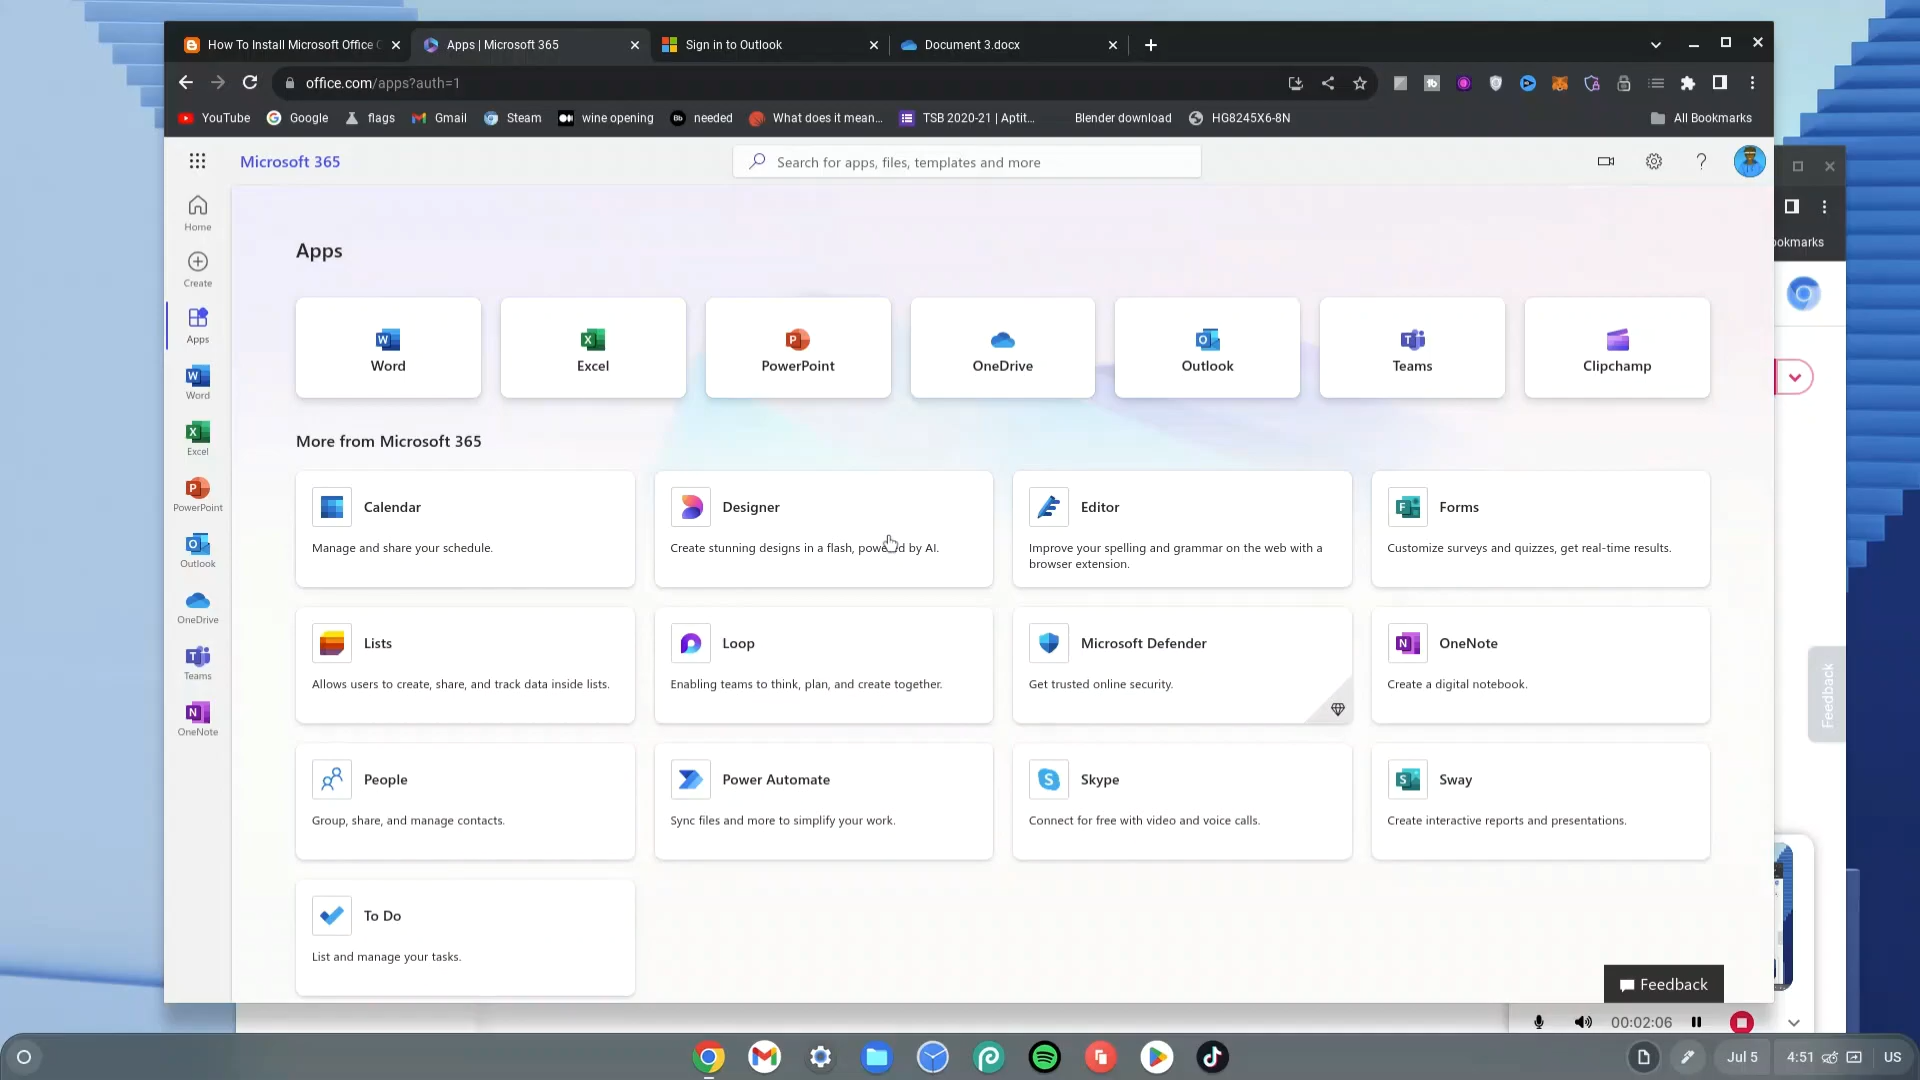 How To Install Microsoft Office
Apps | Microsoft 365
Sign in to Outlook
Document 3.docx
office.com/apps?auth=1
YouTube
Google
flags
Gmail
Steam
wine opening
needed
What does it mean...
TSB 2020-21 | Aptit...
Blender download
HG8245X6-8N
All Bookmarks
Microsoft 365
Search for apps, files, templates and more
Home
Create
Apps
Word
Excel
PowerPoint
Outlook
OneDrive
Teams
OneNote
Apps
Word
Excel
PowerPoint
OneDrive
Outlook
Teams
Clipchamp
More from Microsoft 365
Calendar
Manage and share your schedule.
Designer
Create stunning designs in a flash, powered by AI.
Editor
Improve your spelling and grammar on the web with a
browser extension.
Forms
Customize surveys and quizzes, get real-time results.
Lists
Allows users to create, share, and track data inside lists.
Loop
Enabling teams to think, plan, and create together.
Microsoft Defender
Get trusted online security.
OneNote
Create a digital notebook.
People
Group, share, and manage contacts.
Power Automate
Sync files and more to simplify your work.
Skype
Connect for free with video and voice calls.
Sway
Create interactive reports and presentations.
To Do
List and manage your tasks.
Feedback
ookmarks
Feedback
00:02:06
Jul 5
4:51
US